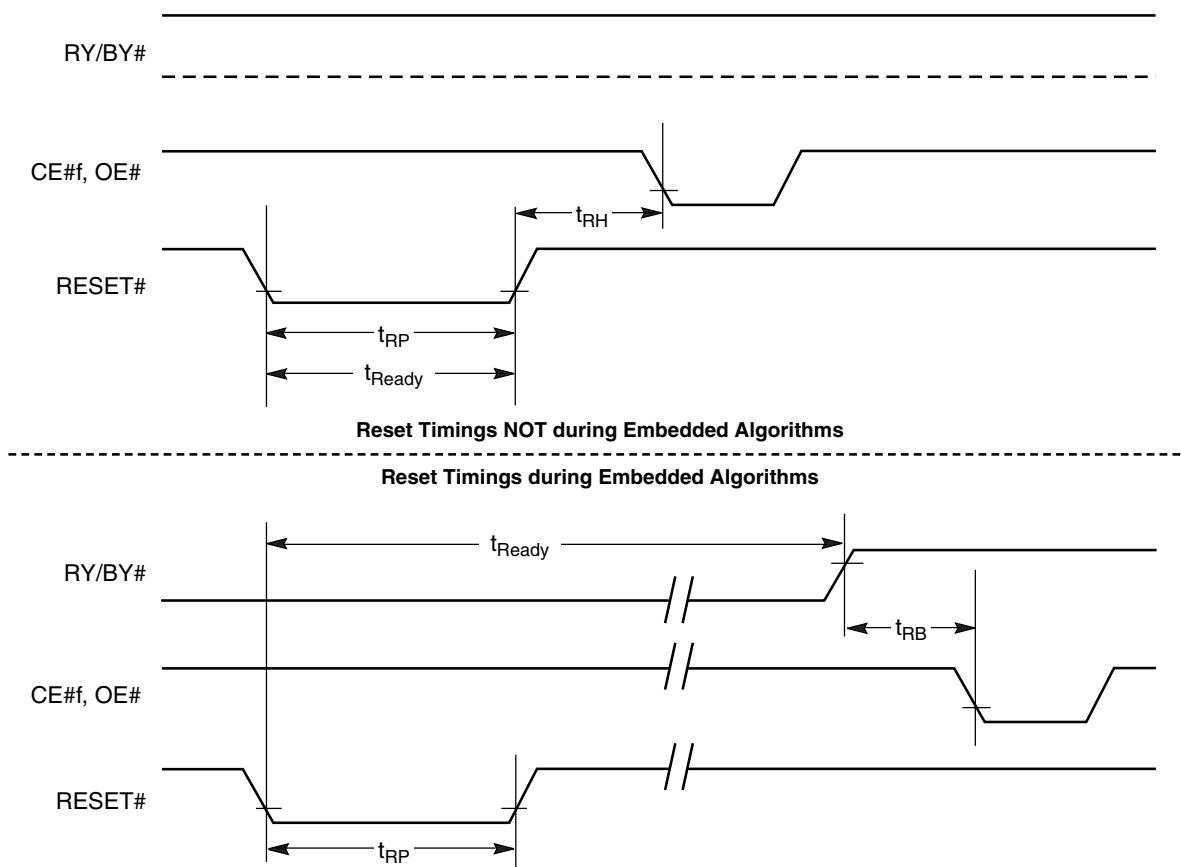 RY/BY#
CE#f, OE#
tRH
RESET#
tRP
tReady
Reset Timings NOT during Embedded Algorithms
Reset Timings during Embedded Algorithms
tReady
RY/BY#
tRB
CE#f, OE#
RESET#
tRP